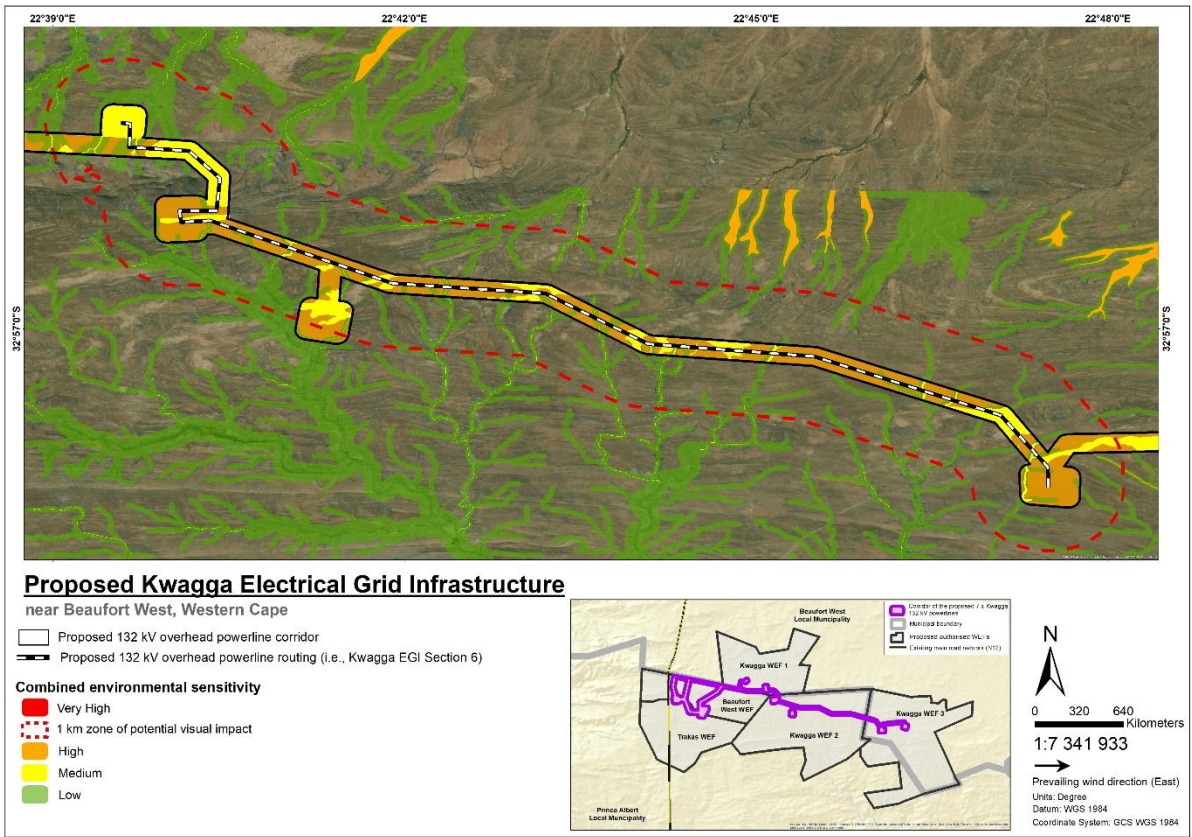 22°39'0"E 22°42'0"E 22°45'0"E 22°48'0"E
32°57'0"S 32°57'0"S
Proposed Kwagga Electrical Grid Infrastructure
near Beaufort West, Western Cape
Proposed 132 kV overhead powerline corridor
Proposed 132 kV overhead powerline routing (i.e., Kwagga EGI Section 6)
Combined environmental sensitivity
Very High
1 km zone of potential visual impact
High
Medium
Low
Beaufort West
Local Municipality
Kwagga WEF 1
Beaufort
West WEF
Kwagga WEF 3
Trakas WEF
Kwagga WEF 2
Prince Albert
Local Municipality
Corridor of the proposed 7 x Kwagga
132 kV powerlines
Municipal boundary
Proposed authorised WEFs
Existing main road network (N12)
N
0 320 640
Kilometers
1:7 341 933
Prevailing wind direction (East)
Units: Degree
Datum: WGS 1984
Coordinate System: GCS WGS 1984